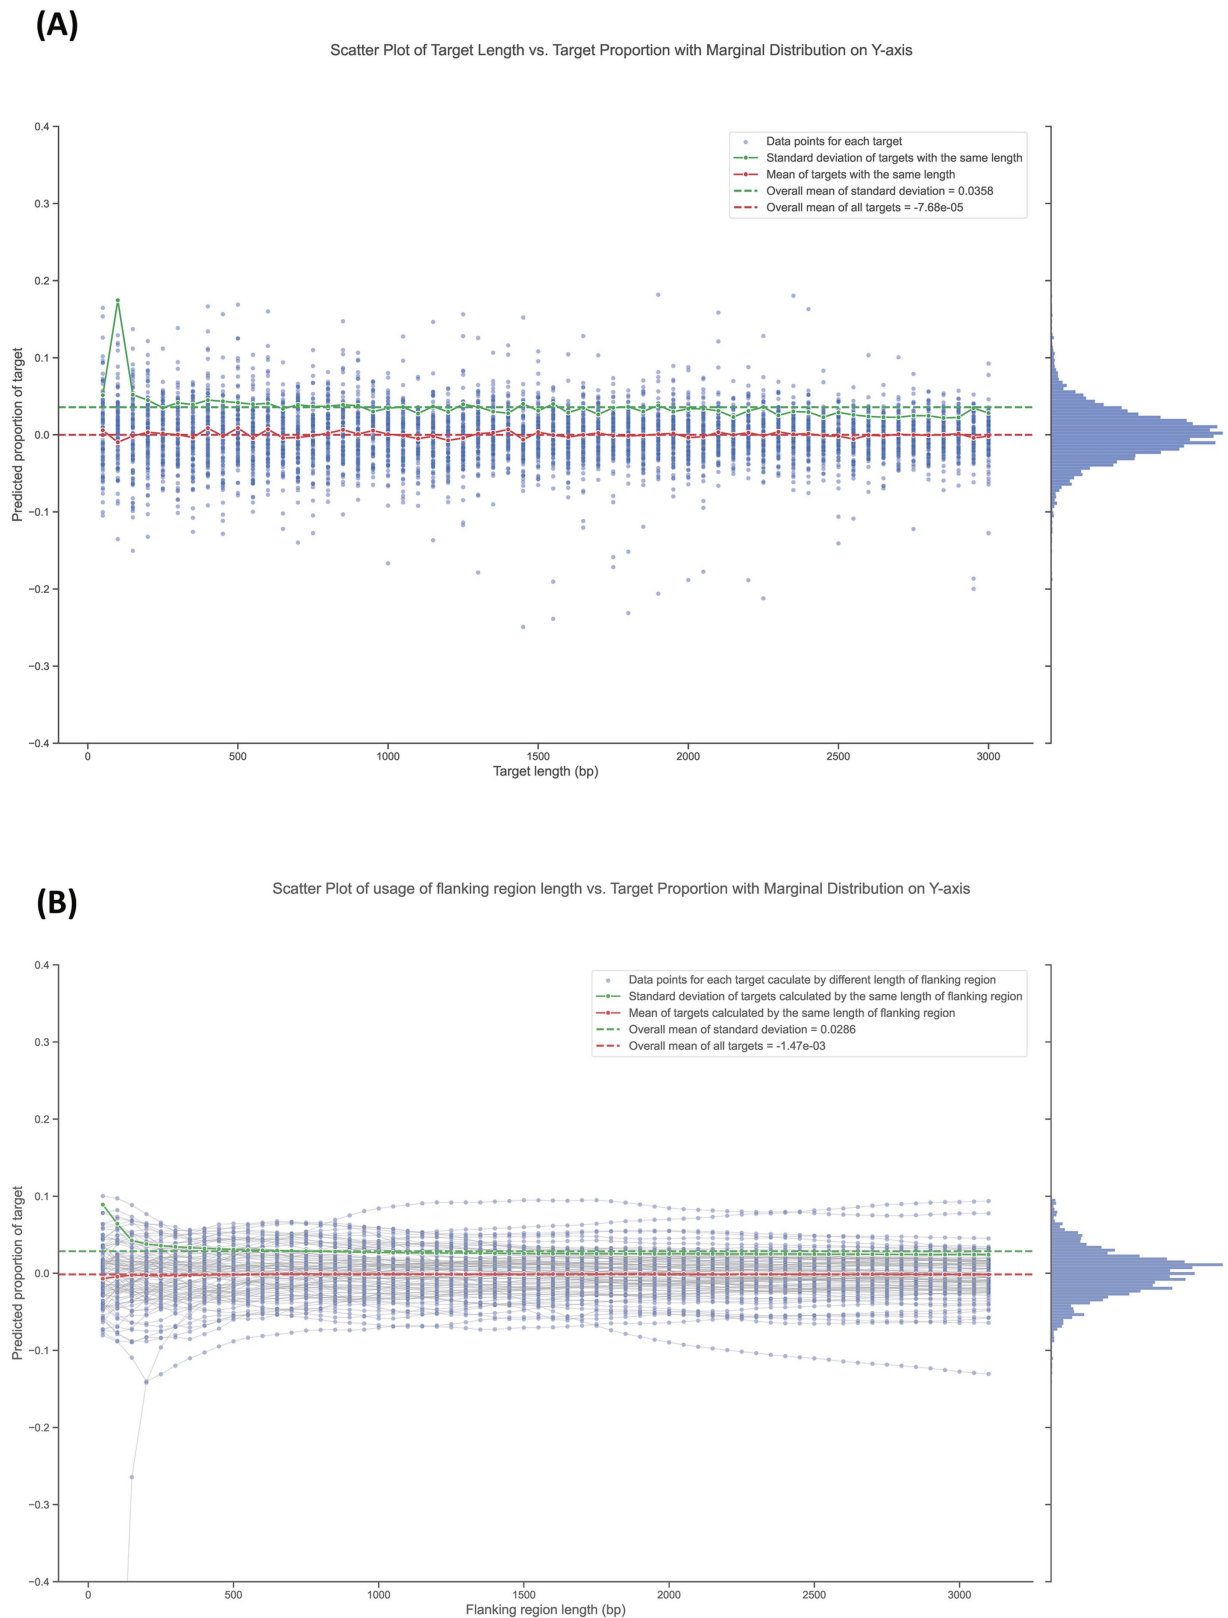 (A)
Scatter Plot of Target Length vs. Target Proportion with Marginal Distribution on Y-axis
Data points for each target
Standard deviation of targets with the same length
Mean of targets with the same length
Overall mean of standard deviation = 0.0358
Overall mean of all targets = -7.68e-05
Predicted proportion of target
0.4
0.3
0.2
0.1
0.0
−0.1
−0.2
−0.3
−0.4
0 500 1000 1500 2000 2500 3000
Target length (bp)
(B)
Scatter Plot of usage of flanking region length vs. Target Proportion with Marginal Distribution on Y-axis
Data points for each target caculate by different length of flanking region
Standard deviation of targets calculated by the same length of flanking region
Mean of targets calculated by the same length of flanking region
Overall mean of standard deviation = 0.0286
Overall mean of all targets = -1.47e-03
Predicted proportion of target
0.4
0.3
0.2
0.1
0.0
−0.1
−0.2
−0.3
−0.4
0 500 1000 1500 2000 2500 3000
Flanking region length (bp)